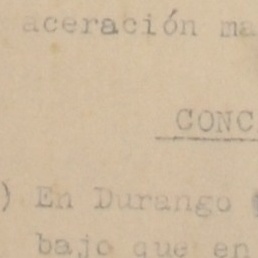 aceración ma
CONC
) En Durango
bajo que en